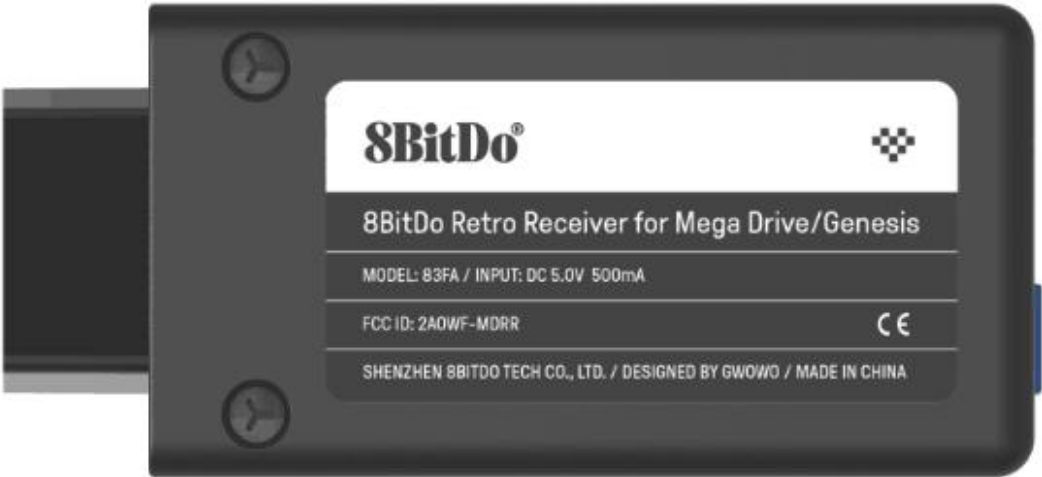 8BitDo®
8BitDo Retro Receiver for Mega Drive/Genesis
MODEL: 83FA / INPUT: DC 5.0V 500mA
FCC ID: 2AOWF-MDRR
CE
SHENZHEN 8BITDO TECH CO., LTD. / DESIGNED BY GWOWO / MADE IN CHINA